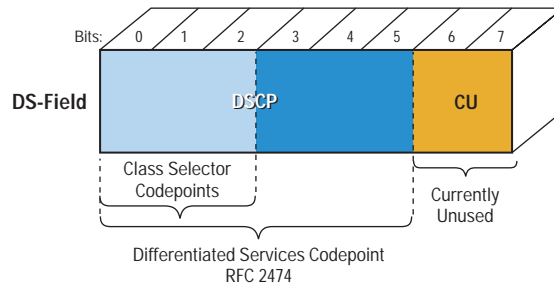 Bits: 0 1 2 3 4 5 6 7
DS-Field
DSCP
CU
Class Selector
Codepoints
Currently
Unused
Differentiated Services Codepoint
RFC 2474